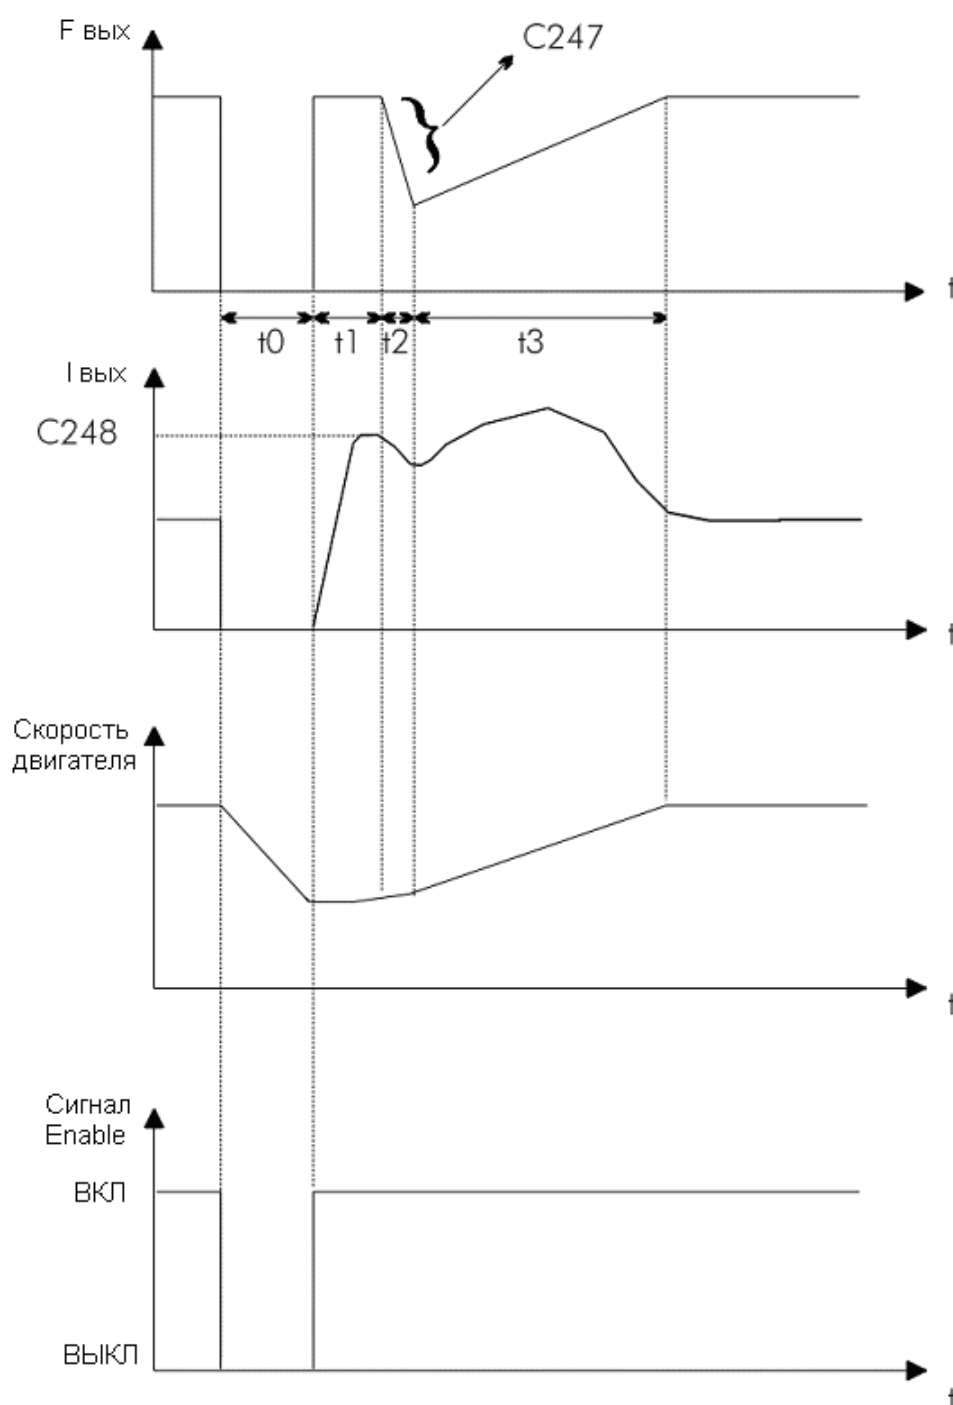 F вых
C247
t
t0 t1 t2 t3
I вых
C248
t
Скорость
двигателя
t
Сигнал
Enable
ВКЛ
ВЫКЛ
t